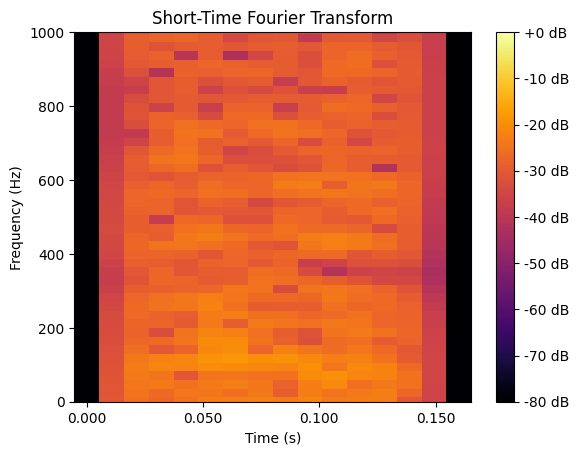 Short-Time Fourier Transform
1000
800
600
400
200
0
Frequency (Hz)
0.000
0.050
0.100
0.150
Time (s)
+0 dB
-10 dB
-20 dB
-30 dB
-40 dB
-50 dB
-60 dB
-70 dB
-80 dB